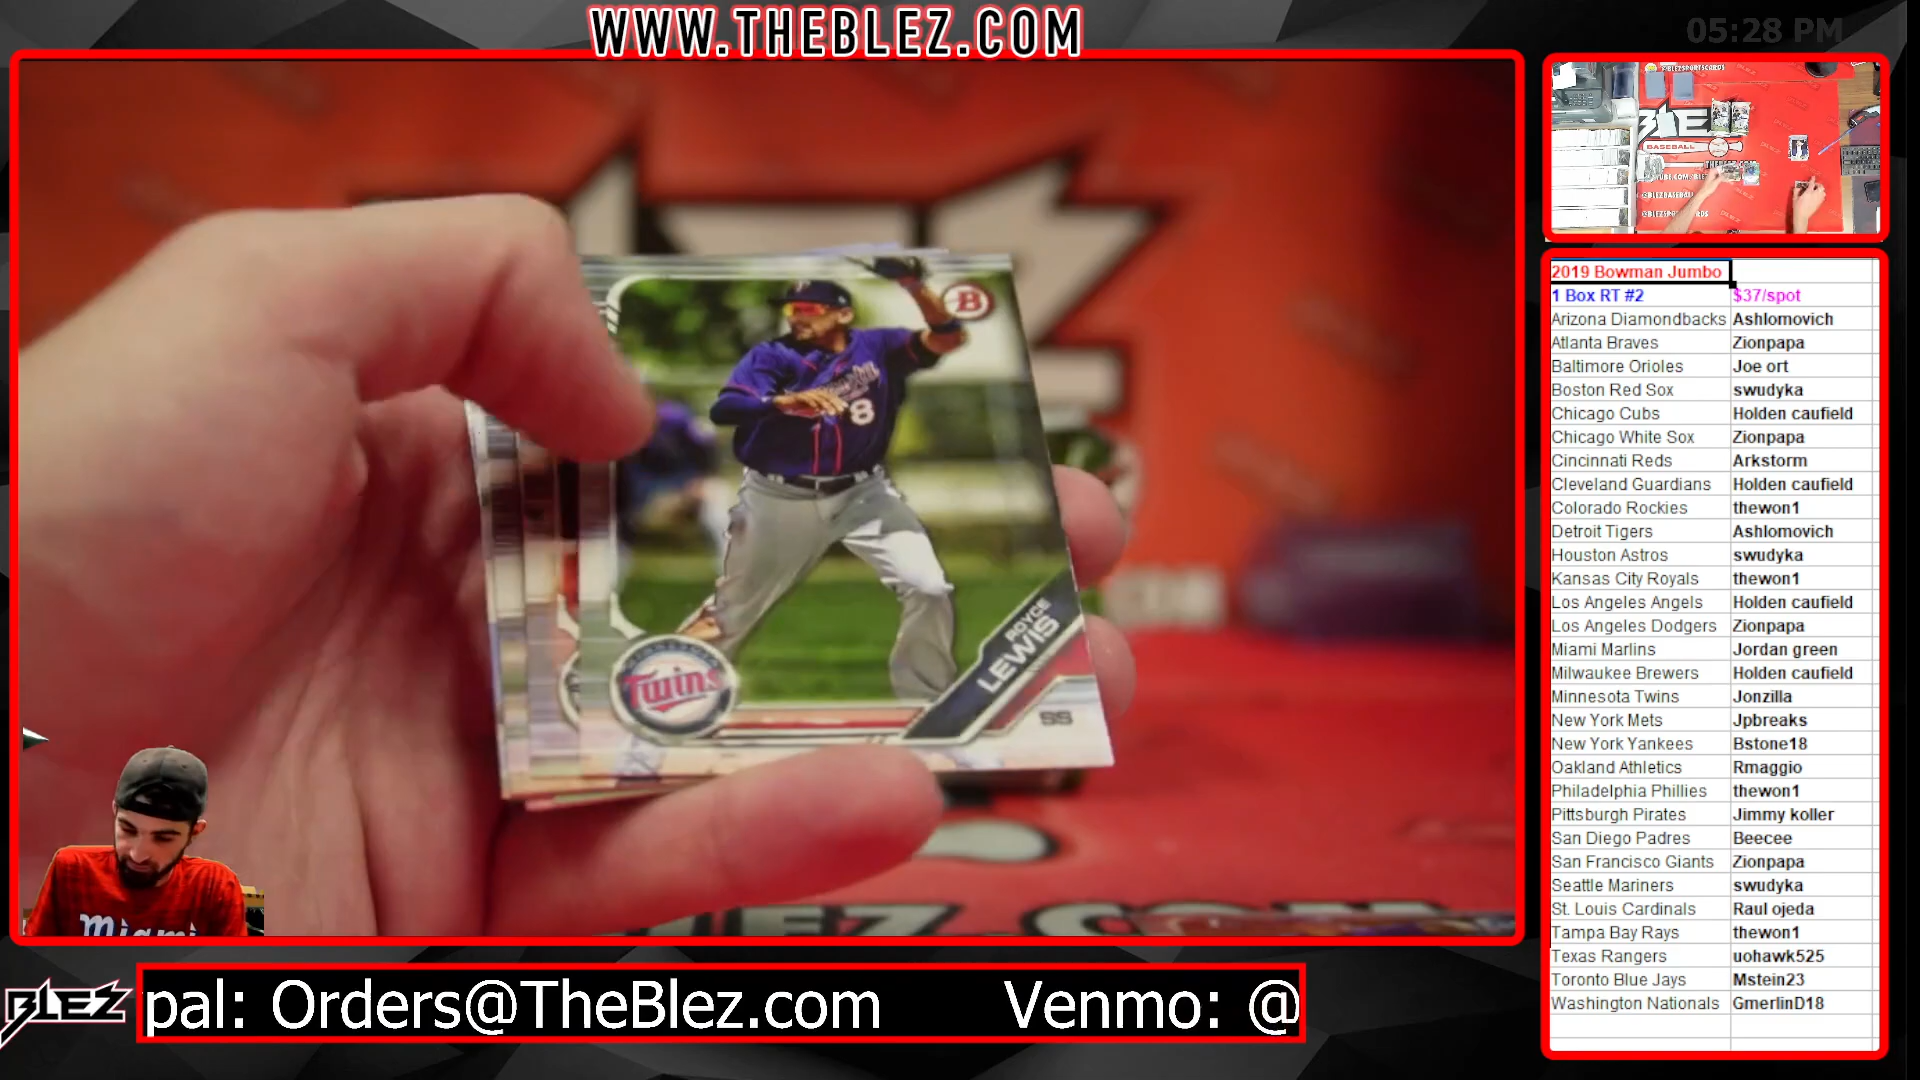 WWW.THEBLEZ.COM
05:28 PM
B
8
Twins
ROYCE
LEWIS
SS
Miami
BLEZ
pal: Orders@TheBlez.com Venmo: @
@BLEZSPORTSCARDS
BLEZ
BASEBALL
2019 Bowman Jumbo
1 Box RT #2 $37/spot
Arizona Diamondbacks Ashlomovich
Atlanta Braves Zionpapa
Baltimore Orioles Joe ort
Boston Red Sox swudyka
Chicago Cubs Holden caufield
Chicago White Sox Zionpapa
Cincinnati Reds Arkstorm
Cleveland Guardians Holden caufield
Colorado Rockies thewon1
Detroit Tigers Ashlomovich
Houston Astros swudyka
Kansas City Royals thewon1
Los Angeles Angels Holden caufield
Los Angeles Dodgers Zionpapa
Miami Marlins Jordan green
Milwaukee Brewers Holden caufield
Minnesota Twins Jonzilla
New York Mets Jpbreaks
New York Yankees Bstone18
Oakland Athletics Rmaggio
Philadelphia Phillies thewon1
Pittsburgh Pirates Jimmy koller
San Diego Padres Beecee
San Francisco Giants Zionpapa
Seattle Mariners swudyka
St. Louis Cardinals Raul ojeda
Tampa Bay Rays thewon1
Texas Rangers uohawk525
Toronto Blue Jays Mstein23
Washington Nationals GmerlinD18